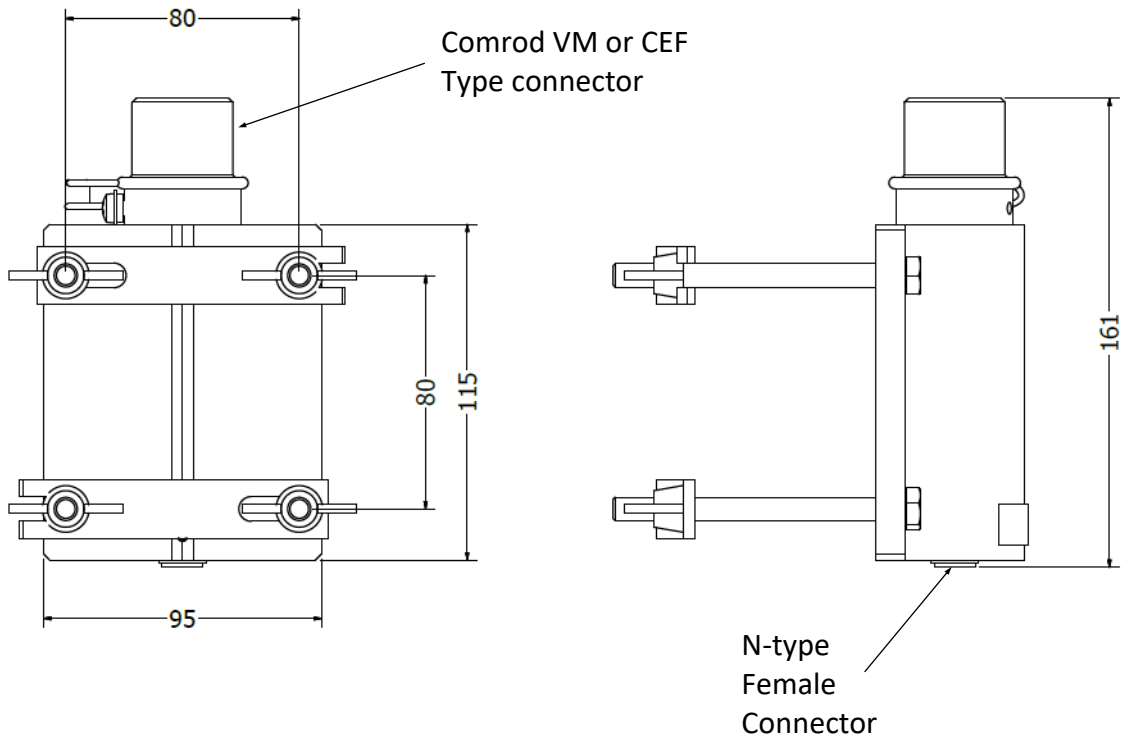 80
Comrod VM or CEF
Type connector
80
115
161
95
N-type
Female
Connector